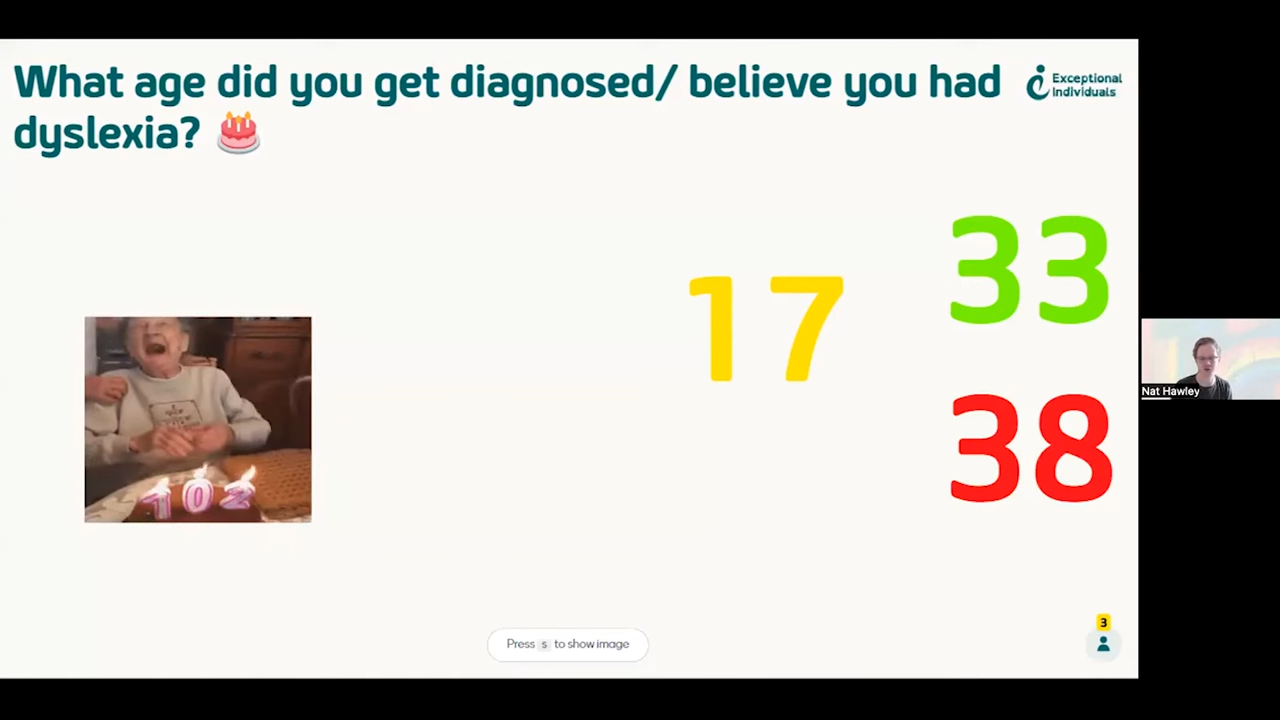 What age did you get diagnosed/ believe you had
dyslexia?
Exceptional
Individuals
17
33
38
102
Nat Hawley
Press s to show image
3